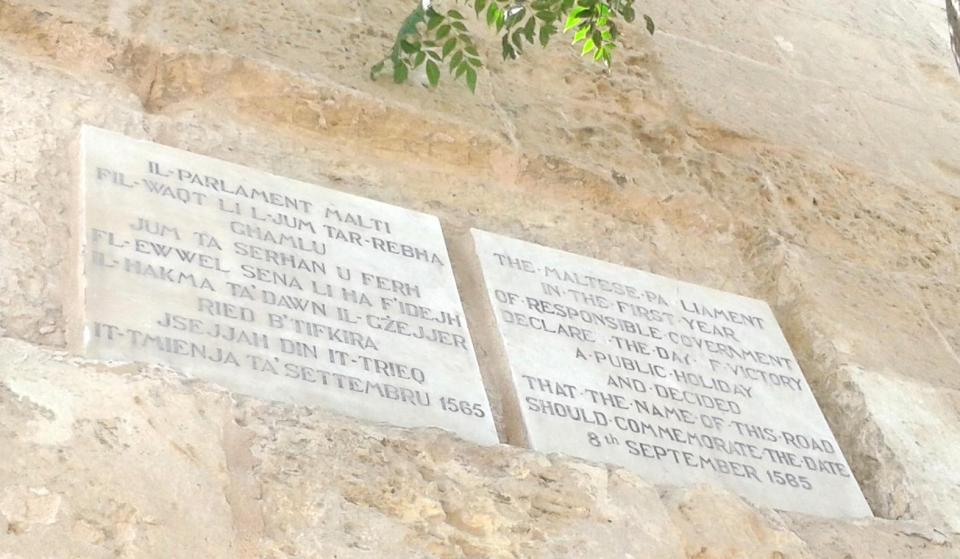 IL-PARLAMENT MALTI
FIL-WAQT LI L-JUM TAR-REBHA
GHAMLU
JUM TA SERHAN U FERH
FL-EWWEL SENA LI HA F'IDEJH
IL-HAKMA TA'DAWN IL-GŻEJJER
RIED B'TIFKIRA
JSEJJAH DIN IT-TRIEQ
IT-TMIENJA TA'SETTEMBRU 1565
THE·MALTESE·PA LIAMENT
IN·THE·FIRST·YEAR
OF·RESPONSIBLE·GOVERNMENT
DECLARE ·THE·DAY· F·VICTORY
A·PUBLIC·HOLIDAY
AND·DECIDED
THAT·THE·NAME·OF·THIS·ROAD
SHOULD·COMMEMORATE·THE·DATE
8th SEPTEMBER 1565